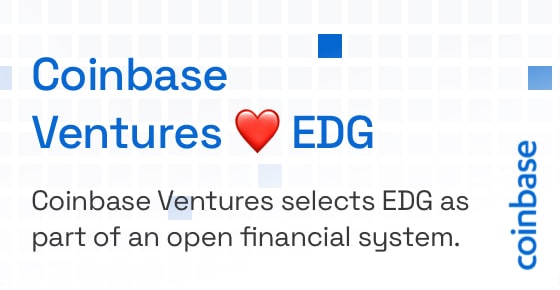 Coinbase
Ventures ❤️ EDG
Coinbase Ventures selects EDG as
part of an open financial system.
coinbase